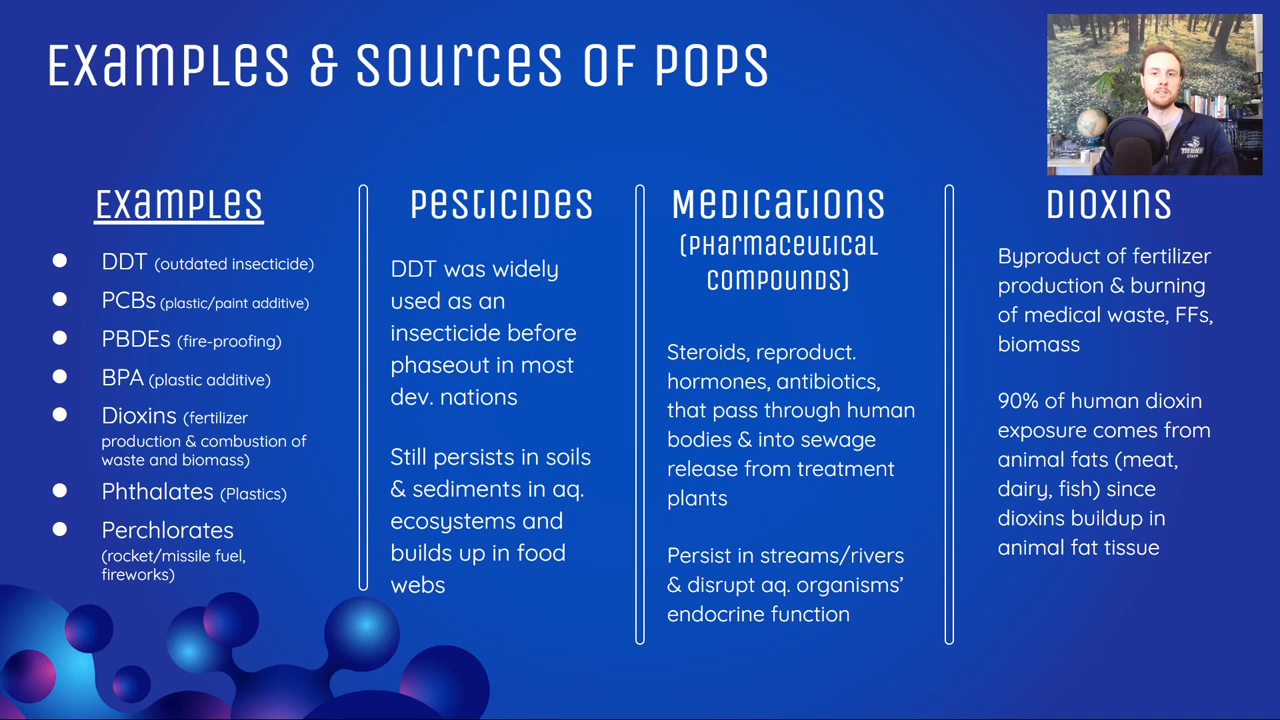 Examples & Sources of POPs
Examples
DDT (outdated insecticide)
PCBs (plastic/paint additive)
PBDEs (fire-proofing)
BPA (plastic additive)
Dioxins (fertilizer
production & combustion of
waste and biomass)
Phthalates (Plastics)
Perchlorates
(rocket/missile fuel,
fireworks)
Pesticides
DDT was widely
used as an
insecticide before
phaseout in most
dev. nations
Still persists in soils
& sediments in aq.
ecosystems and
builds up in food
webs
Medications
(Pharmaceutical
compounds)
Steroids, reproduct.
hormones, antibiotics,
that pass through human
bodies & into sewage
release from treatment
plants
Persist in streams/rivers
& disrupt aq. organisms’
endocrine function
Dioxins
Byproduct of fertilizer
production & burning
of medical waste, FFs,
biomass
90% of human dioxin
exposure comes from
animal fats (meat,
dairy, fish) since
dioxins buildup in
animal fat tissue